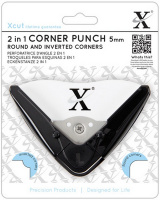 Xcut
2 in 1 CORNER PUNCH 5mm
ROUND AND INVERTED CORNERS
PERFORATRICE D'ANGLE 2 EN 1
TROQUELES PARA ESQUINAS 2 EN 1
ECKENSTANZE 2 IN 1
X
Precision Products | Designed for Life